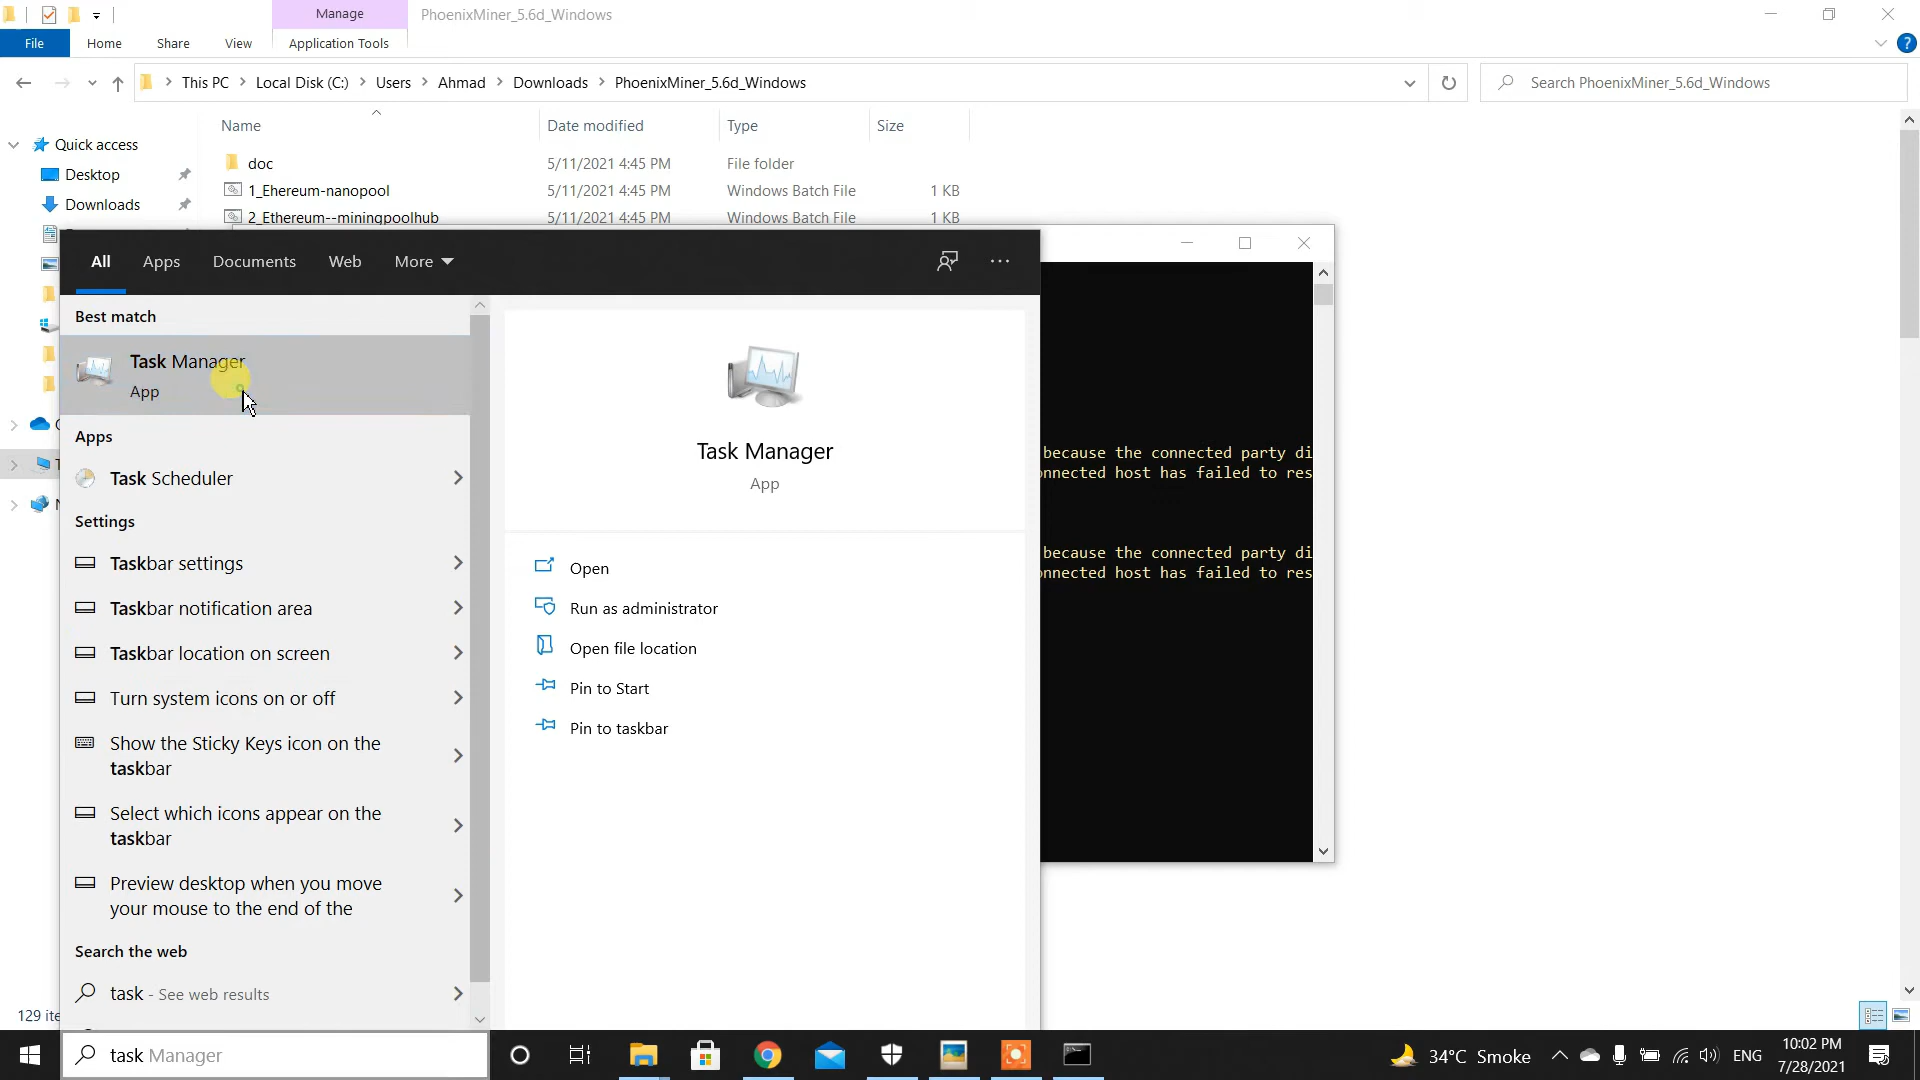 Manage
PhoenixMiner_5.6d_Windows
File
Home
Share
View
Application Tools
This PC
Local Disk (C:)
Users
Ahmad
Downloads
PhoenixMiner_5.6d_Windows
Search PhoenixMiner_5.6d_Windows
Name
Date modified
Type
Size
Quick access
Desktop
Downloads
doc
5/11/2021 4:45 PM
File folder
1_Ehereum-nanopool
5/11/2021 4:45 PM
Windows Batch File
1 KB
2_Ethereum--miningpoolhub
5/11/2021 4:45 PM
Windows Batch File
1 KB
All
Apps
Documents
Web
More
Best match
Task Manager
App
Apps
Task Scheduler
Settings
Taskbar settings
Taskbar notification area
Taskbar location on screen
Turn system icons on or off
Show the Sticky Keys icon on the
taskbar
Select which icons appear on the
taskbar
Preview desktop when you move
your mouse to the end of the
Search the web
task - See web results
Task Manager
App
Open
Run as administrator
Open file location
Pin to Start
Pin to taskbar
because the connected party di
onnected host has failed to res
because the connected party di
onnected host has failed to res
129 ite
task Manager
34°C Smoke
ENG
10:02 PM
7/28/2021